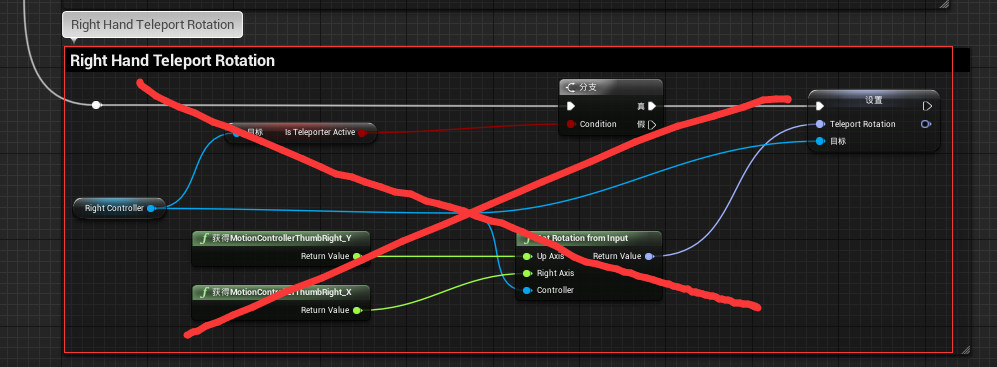 Right Hand Teleport Rotation
Right Hand Teleport Rotation
分支
真
Condition
假
目标
Is Teleporter Active
设置
Teleport Rotation
目标
Right Controller
f 获得MotionControllerThumbRight_Y
Return Value
f 获得MotionControllerThumbRight_X
Return Value
Rotation from Input
Up Axis
Return Value
Right Axis
Controller